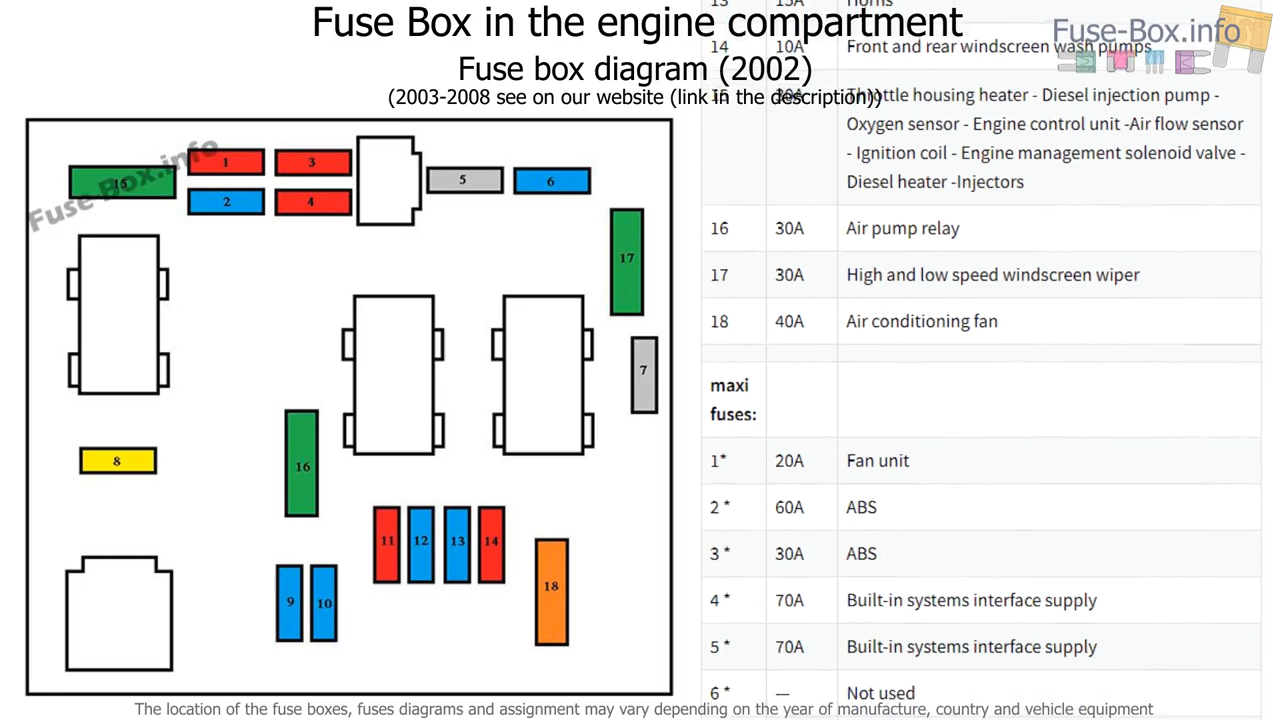 Fuse Box in the engine compartment
Fuse box diagram (2002)
(2003-2008 see on our website (link in the description))
Fuse-Box.info
Fuse-Box.info
15
1
3
2
4
5
6
17
7
8
16
11 12 13 14
18
9 10
13 15A Horns
14 10A Front and rear windscreen wash pumps
15 30A Throttle housing heater - Diesel injection pump -
Oxygen sensor - Engine control unit -Air flow sensor
- Ignition coil - Engine management solenoid valve -
Diesel heater -Injectors
16 30A Air pump relay
17 30A High and low speed windscreen wiper
18 40A Air conditioning fan
maxi
fuses:
1* 20A Fan unit
2 * 60A ABS
3 * 30A ABS
4 * 70A Built-in systems interface supply
5 * 70A Built-in systems interface supply
6 * — Not used
The location of the fuse boxes, fuses diagrams and assignment may vary depending on the year of manufacture, country and vehicle equipment